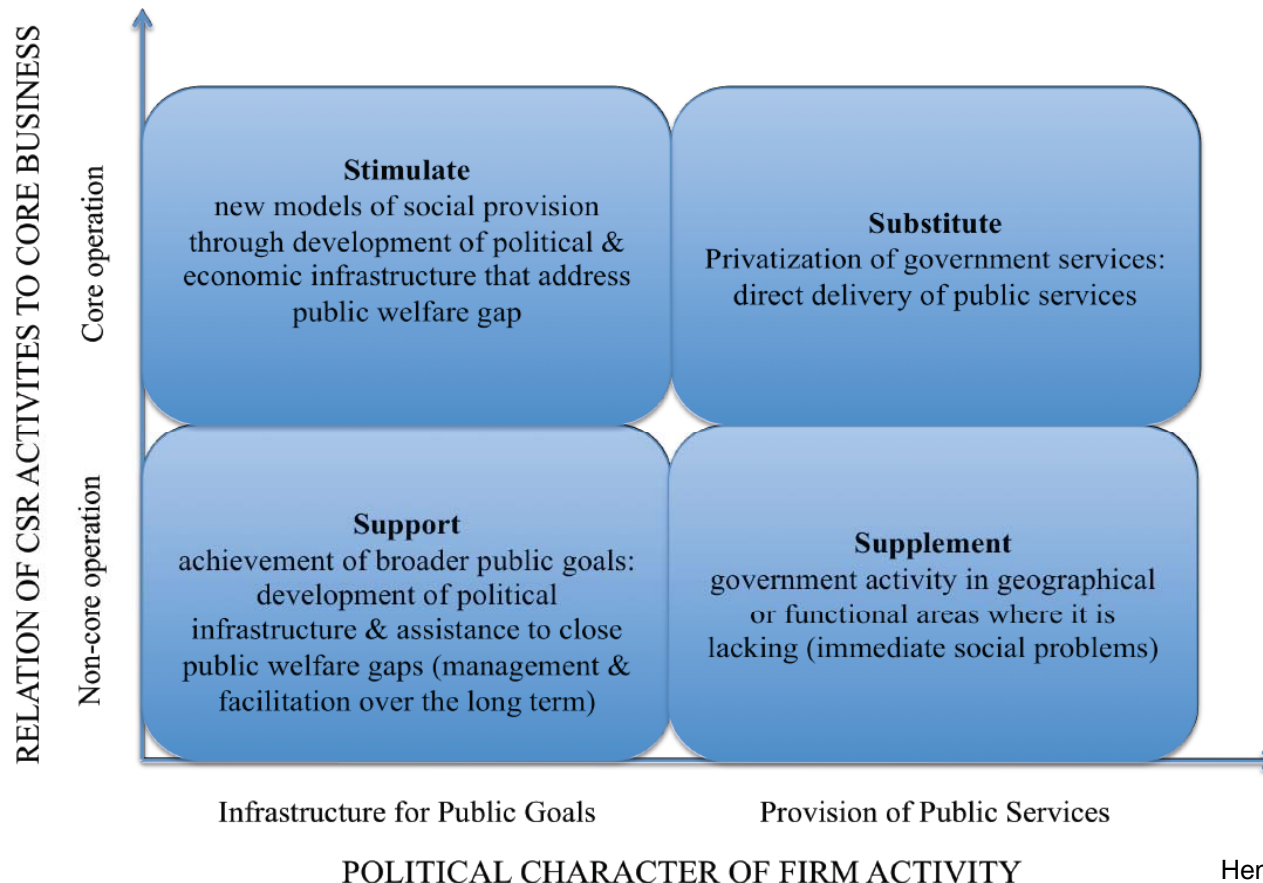 RELATION OF CSR ACTIVITES TO CORE BUSINESS
Core operation
Non-core operation
Stimulate
new models of social provision
through development of political &
economic infrastructure that address
public welfare gap
Substitute
Privatization of government services:
direct delivery of public services
Support
achievement of broader public goals:
development of political
infrastructure & assistance to close
public welfare gaps (management &
facilitation over the long term)
Supplement
government activity in geographical
or functional areas where it is
lacking (immediate social problems)
Infrastructure for Public Goals
Provision of Public Services
POLITICAL CHARACTER OF FIRM ACTIVITY